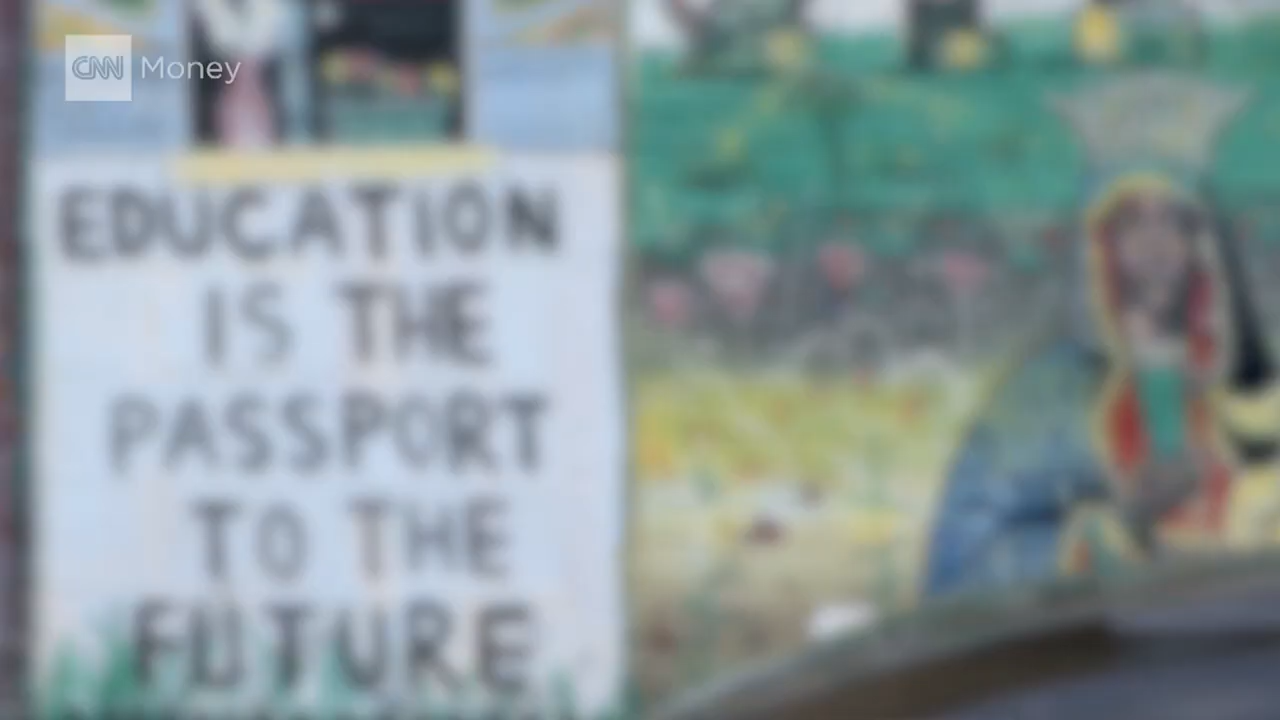 CNN Money
EDUCATION
IS THE
PASSPORT
TO THE
FUTURE